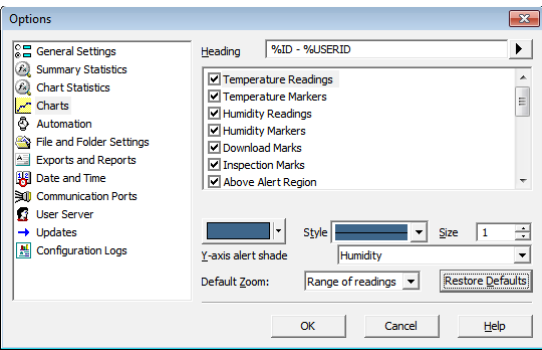 Options
General Settings
Summary Statistics
Chart Statistics
Charts
Automation
File and Folder Settings
Exports and Reports
Date and Time
Communication Ports
User Server
Updates
Configuration Logs
Heading %ID - %USERID
Temperature Readings
Temperature Markers
Humidity Readings
Humidity Markers
Download Marks
Inspection Marks
Above Alert Region
Style Size 1
Y-axis alert shade Humidity
Default Zoom: Range of readings Restore Defaults
OK Cancel Help